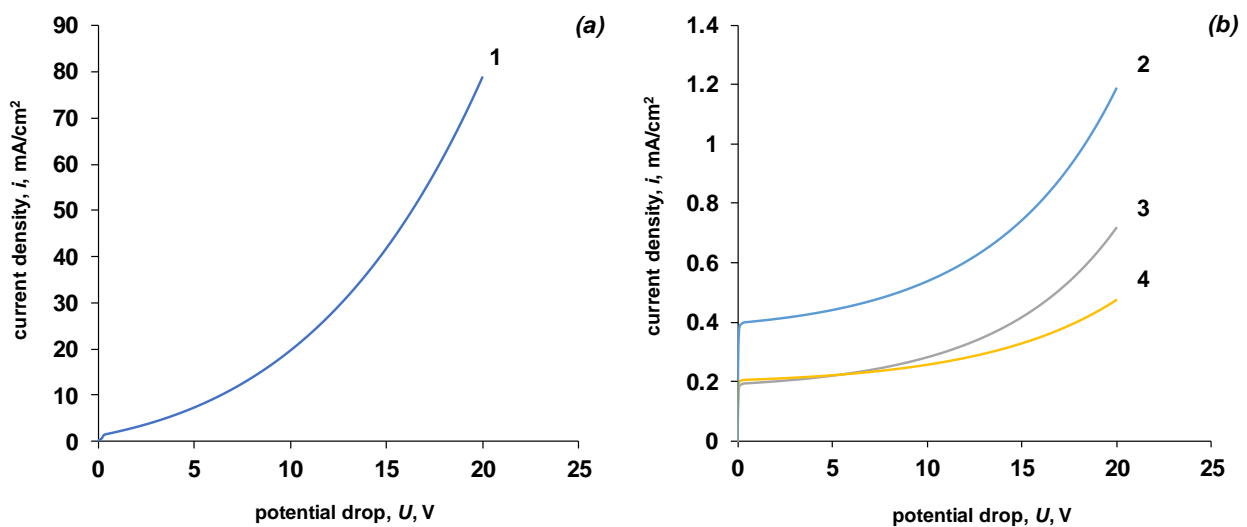 (a)
90
80
70
60
50
40
30
20
10
0
current density, i, mA/cm²
1
0 5 10 15 20 25
potential drop, U, V
(b)
1.4
1.2
1
0.8
0.6
0.4
0.2
0
current density, i, mA/cm²
2
3
4
0 5 10 15 20 25
potential drop, U, V